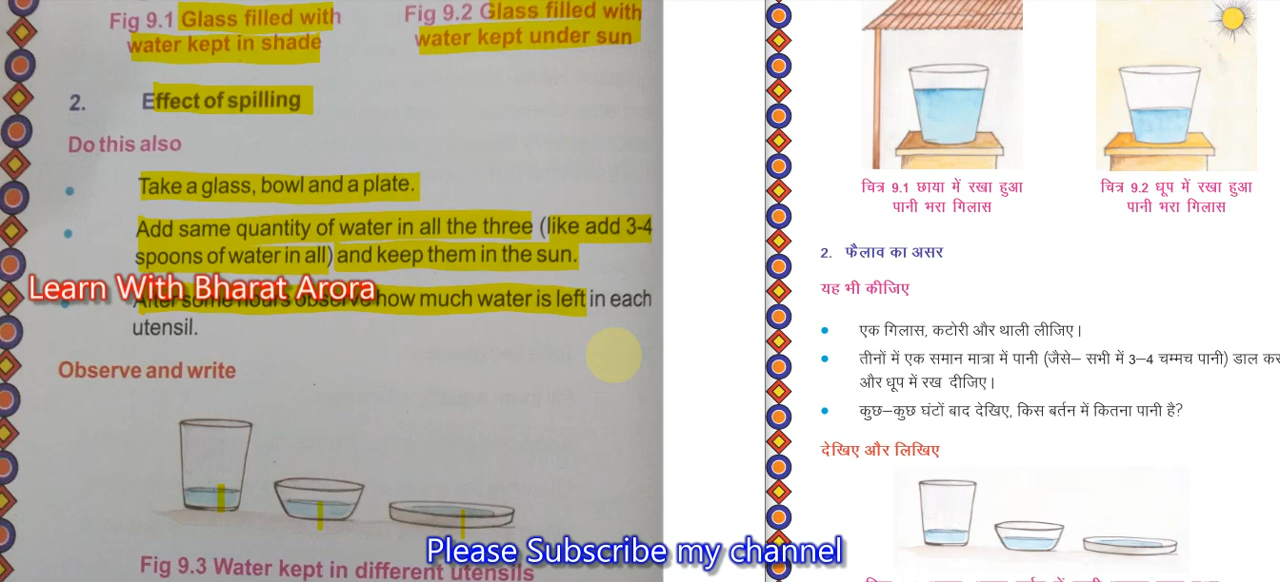 Fig 9.1 Glass filled with
water kept in shade
Fig 9.2 Glass filled with
water kept under sun
2. Effect of spilling
Do this also
Take a glass, bowl and a plate.
Add same quantity of water in all the three (like add 3-4
spoons of water in all) and keep them in the sun.
After some hours observe how much water is left in each
utensil.
Observe and write
Fig 9.3 Water kept in different utensils
Learn With Bharat Arora
Please Subscribe my channel
चित्र 9.1 छाया में रखा हुआ
पानी भरा गिलास
चित्र 9.2 धूप में रखा हुआ
पानी भरा गिलास
2. फैलाव का असर
यह भी कीजिए
एक गिलास, कटोरी और थाली लीजिए।
तीनों में एक समान मात्रा में पानी (जैसे– सभी में 3–4 चम्मच पानी) डाल
और धूप में रख दीजिए।
कुछ–कुछ घंटों बाद देखिए, किस बर्तन में कितना पानी है?
देखिए और लिखिए